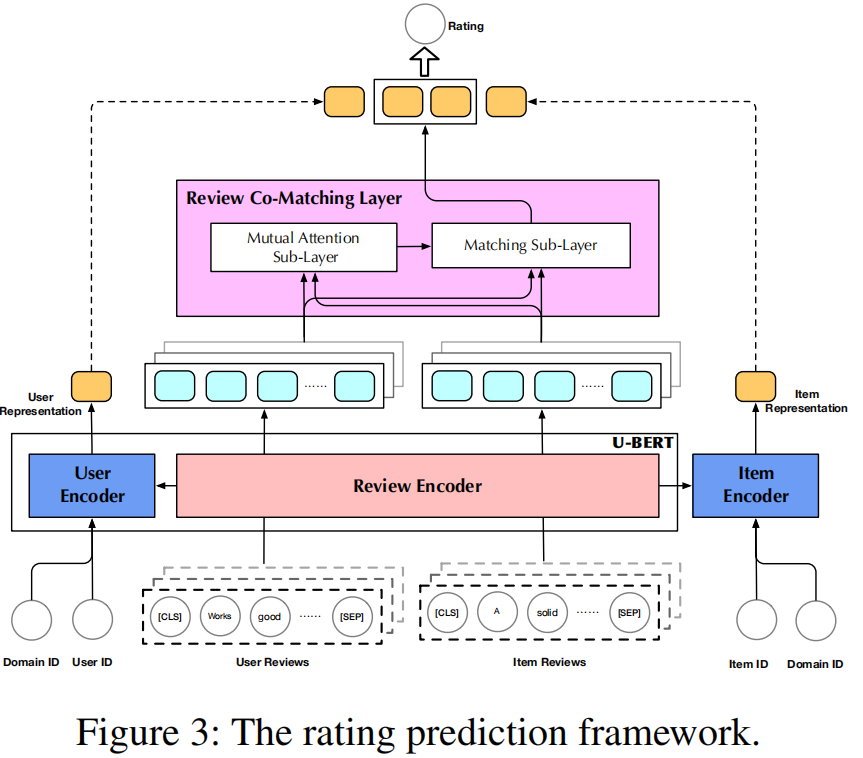 Rating
Review Co-Matching Layer
Mutual Attention
Sub-Layer
Matching Sub-Layer
......
......
User
Representation
Item
Representation
U-BERT
User
Encoder
Review Encoder
Item
Encoder
[CLS] Works good ...... [SEP]
[CLS] A solid ...... [SEP]
Domain ID User ID User Reviews Item Reviews Item ID Domain ID
Figure 3: The rating prediction framework.